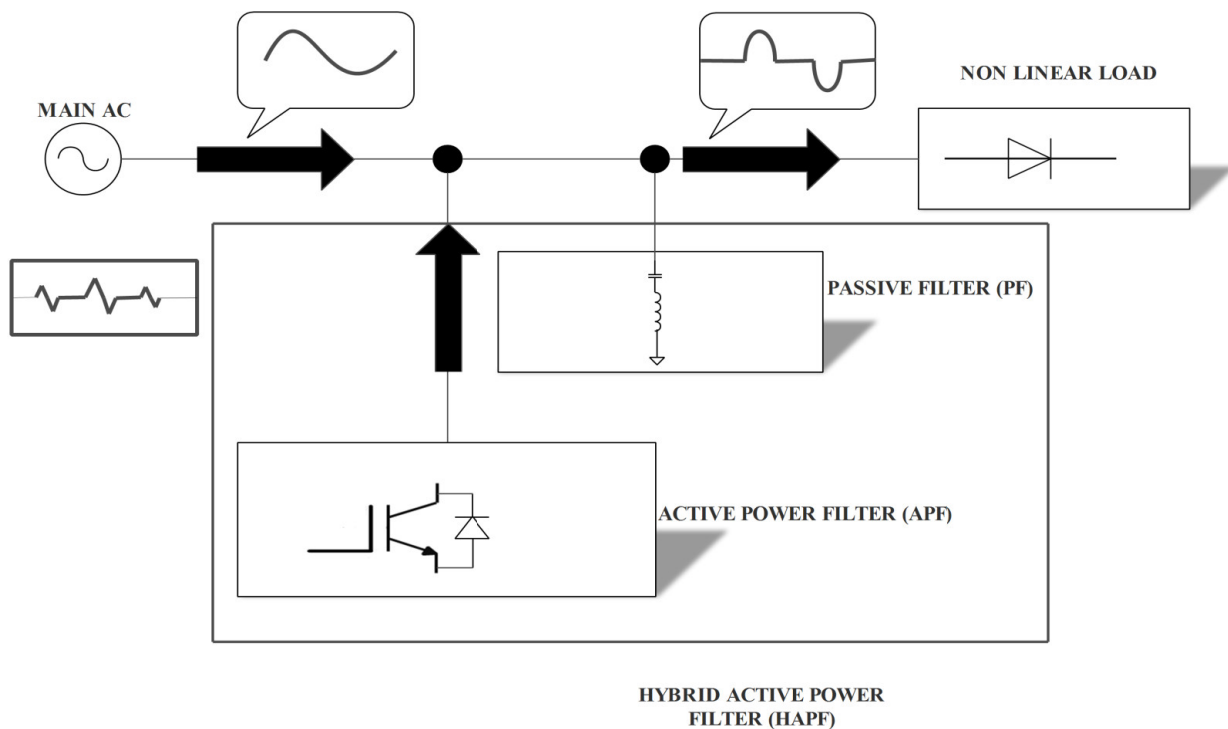 NON LINEAR LOAD
MAIN AC
PASSIVE FILTER (PF)
ACTIVE POWER FILTER (APF)
HYBRID ACTIVE POWER
FILTER (HAPF)